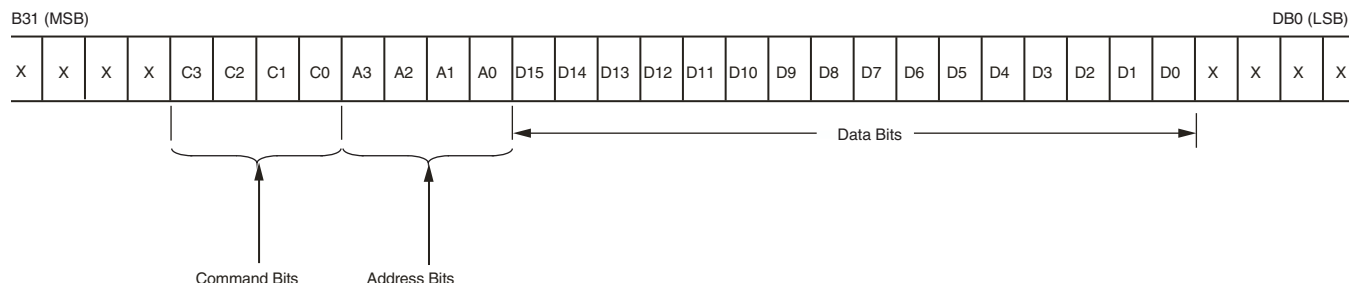 B31 (MSB) DB0 (LSB)
X X X X C3 C2 C1 C0 A3 A2 A1 A0 D15 D14 D13 D12 D11 D10 D9 D8 D7 D6 D5 D4 D3 D2 D1 D0 X X X X
Data Bits
Command Bits Address Bits